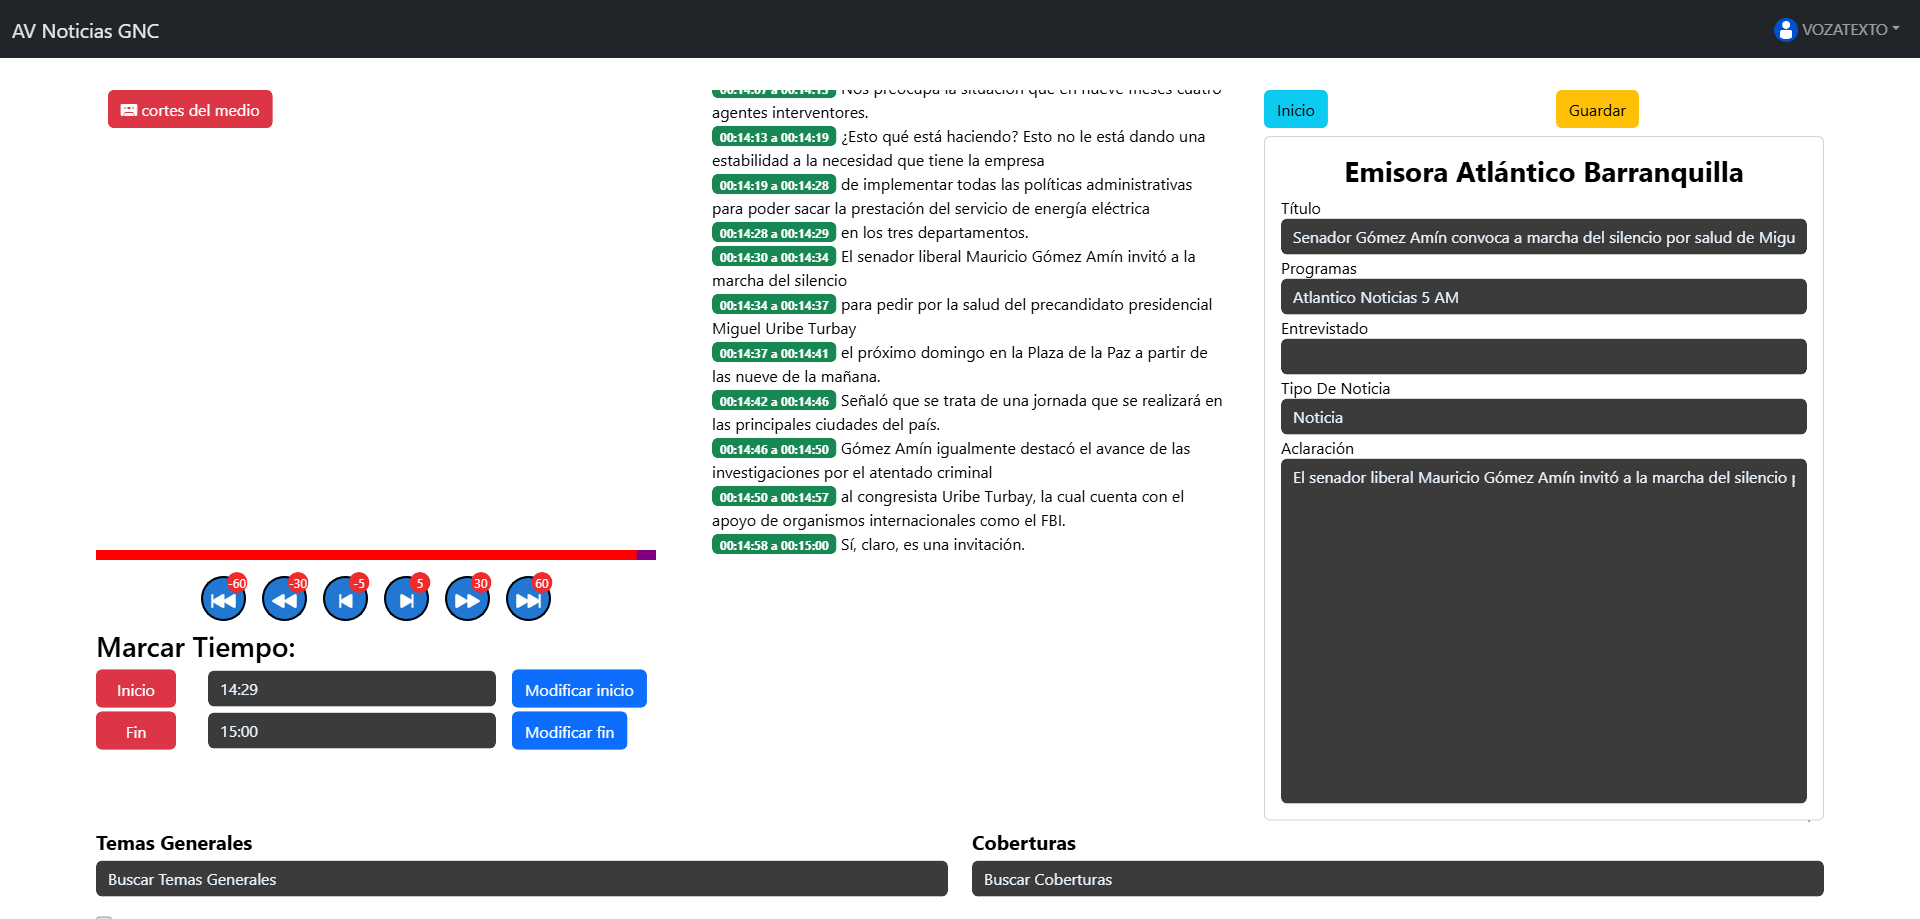 AV Noticias GNC
VOZATEXTO
cortes del medio
00:14:07 a 00:14:13 Nos preocupa la situación que en nueve meses cuatro
agentes interventores.
00:14:13 a 00:14:19 ¿Esto qué está haciendo? Esto no le está dando una
estabilidad a la necesidad que tiene la empresa
00:14:19 a 00:14:28 de implementar todas las políticas administrativas
para poder sacar la prestación del servicio de energía eléctrica
00:14:28 a 00:14:29 en los tres departamentos.
00:14:30 a 00:14:34 El senador liberal Mauricio Gómez Amín invitó a la
marcha del silencio
00:14:34 a 00:14:37 para pedir por la salud del precandidato presidencial
Miguel Uribe Turbay
00:14:37 a 00:14:41 el próximo domingo en la Plaza de la Paz a partir de
las nueve de la mañana.
00:14:42 a 00:14:46 Señaló que se trata de una jornada que se realizará en
las principales ciudades del país.
00:14:46 a 00:14:50 Gómez Amín igualmente destacó el avance de las
investigaciones por el atentado criminal
00:14:50 a 00:14:57 al congresista Uribe Turbay, la cual cuenta con el
apoyo de organismos internacionales como el FBI.
00:14:58 a 00:15:00 Sí, claro, es una invitación.
-60 -30 -5 5 30 60
Marcar Tiempo:
Inicio 14:29 Modificar inicio
Fin 15:00 Modificar fin
Inicio Guardar
Emisora Atlántico Barranquilla
Título
Senador Gómez Amín convoca a marcha del silencio por salud de Migu
Programas
Atlantico Noticias 5 AM
Entrevistado
Tipo De Noticia
Noticia
Aclaración
El senador liberal Mauricio Gómez Amín invitó a la marcha del silencio
Temas Generales
Buscar Temas Generales
Coberturas
Buscar Coberturas